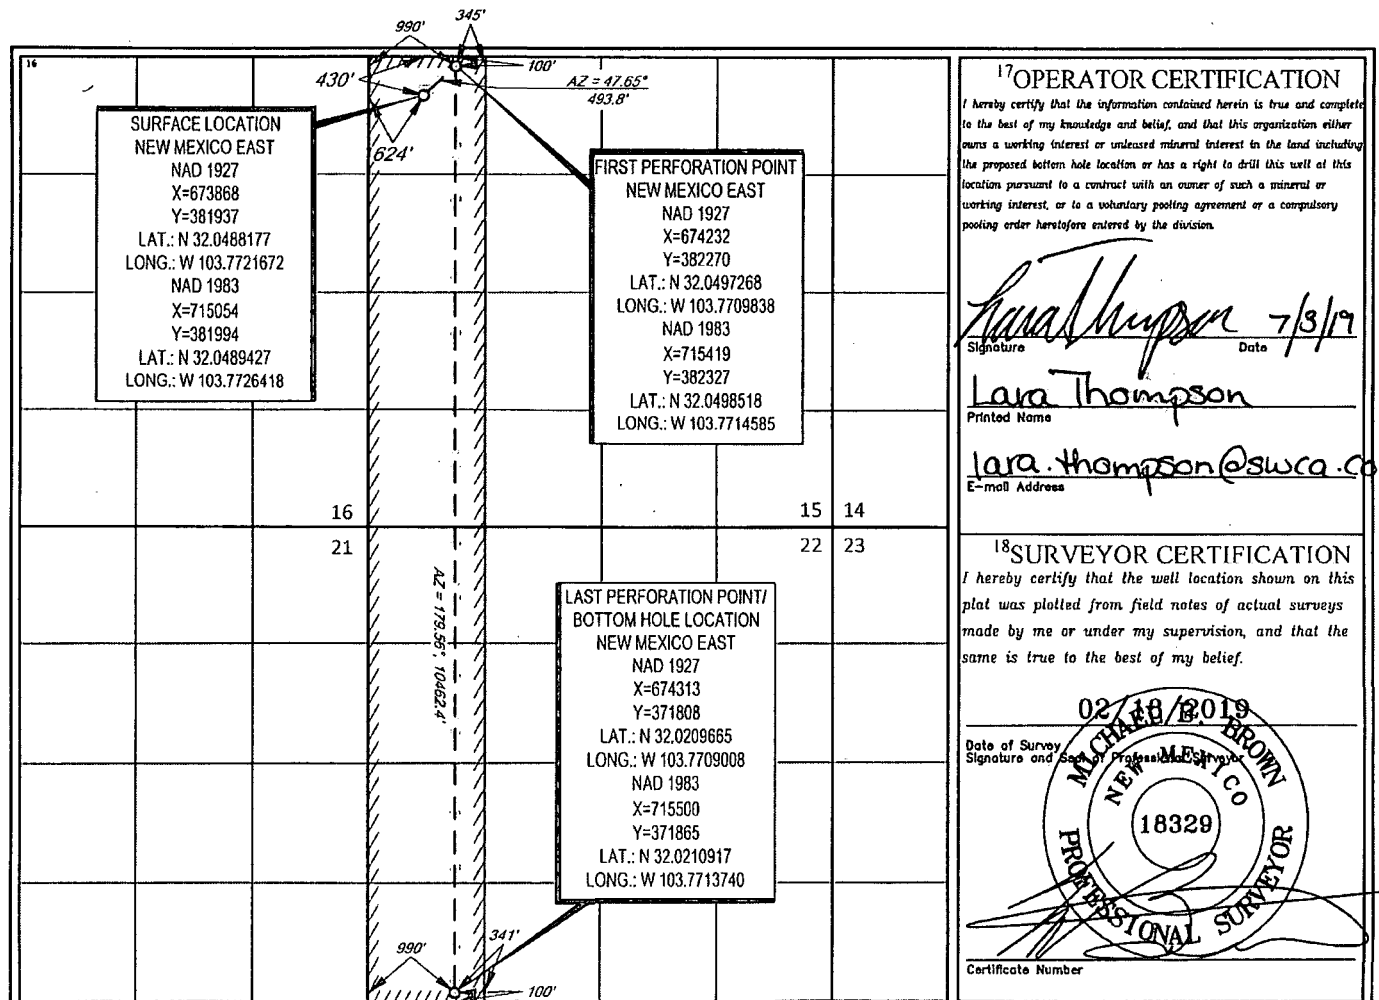 990'
345'
16
430'
100'
AZ = 47.65°
493.8'
624'
SURFACE LOCATION
NEW MEXICO EAST
NAD 1927
X=673868
Y=381937
LAT.: N 32.0488177
LONG.: W 103.7721672
NAD 1983
X=715054
Y=381994
LAT.: N 32.0489427
LONG.: W 103.7726418
FIRST PERFORATION POINT
NEW MEXICO EAST
NAD 1927
X=674232
Y=382270
LAT.: N 32.0497268
LONG.: W 103.7709838
NAD 1983
X=715419
Y=382327
LAT.: N 32.0498518
LONG.: W 103.7714585
16
15 14
21
22 23
AZ = 179.56°, 10462.4'
LAST PERFORATION POINT/
BOTTOM HOLE LOCATION
NEW MEXICO EAST
NAD 1927
X=674313
Y=371808
LAT.: N 32.0209665
LONG.: W 103.7709008
NAD 1983
X=715500
Y=371865
LAT.: N 32.0210917
LONG.: W 103.7713740
990'
341'
100'
17 OPERATOR CERTIFICATION
I hereby certify that the information contained herein is true and complete
to the best of my knowledge and belief, and that this organization either
owns a working interest or unleased mineral interest in the land including
the proposed bottom hole location or has a right to drill this well at this
location pursuant to a contract with an owner of such a mineral or
working interest, or to a voluntary pooling agreement or a compulsory
pooling order heretofore entered by the division.
Lara Thompson 7/3/19
Signature Date
Lara Thompson
Printed Name
lara.thompson@swca.co
E-mail Address
18 SURVEYOR CERTIFICATION
I hereby certify that the well location shown on this
plat was plotted from field notes of actual surveys
made by me or under my supervision, and that the
same is true to the best of my belief.
02/18/2019
Date of Survey
Signature and Seal of Professional Surveyor
MICHAEL B. BROWN
NEW MEXICO
18329
PROFESSIONAL SURVEYOR
Certificate Number